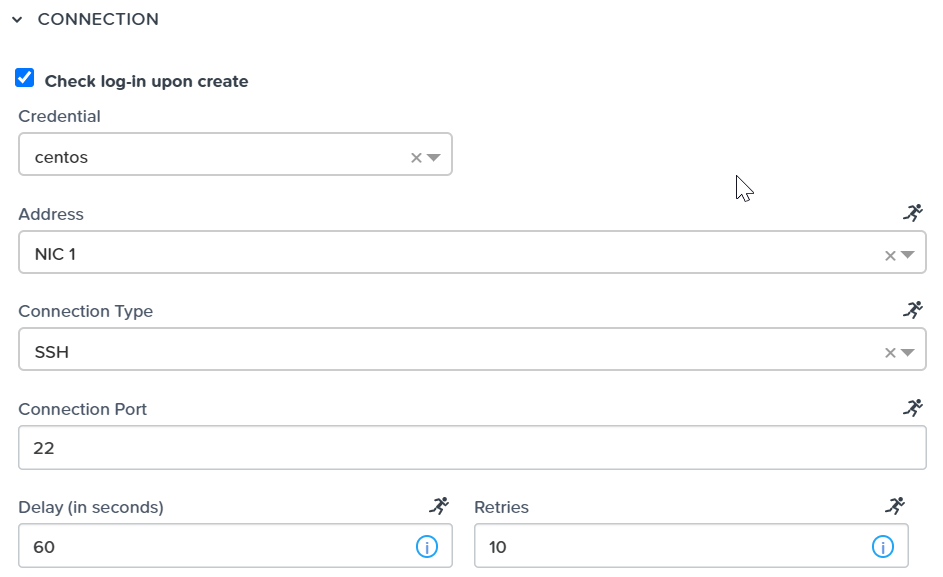 CONNECTION
Check log-in upon create
Credential
centos
Address
NIC 1
Connection Type
SSH
Connection Port
22
Delay (in seconds) Retries
60 10